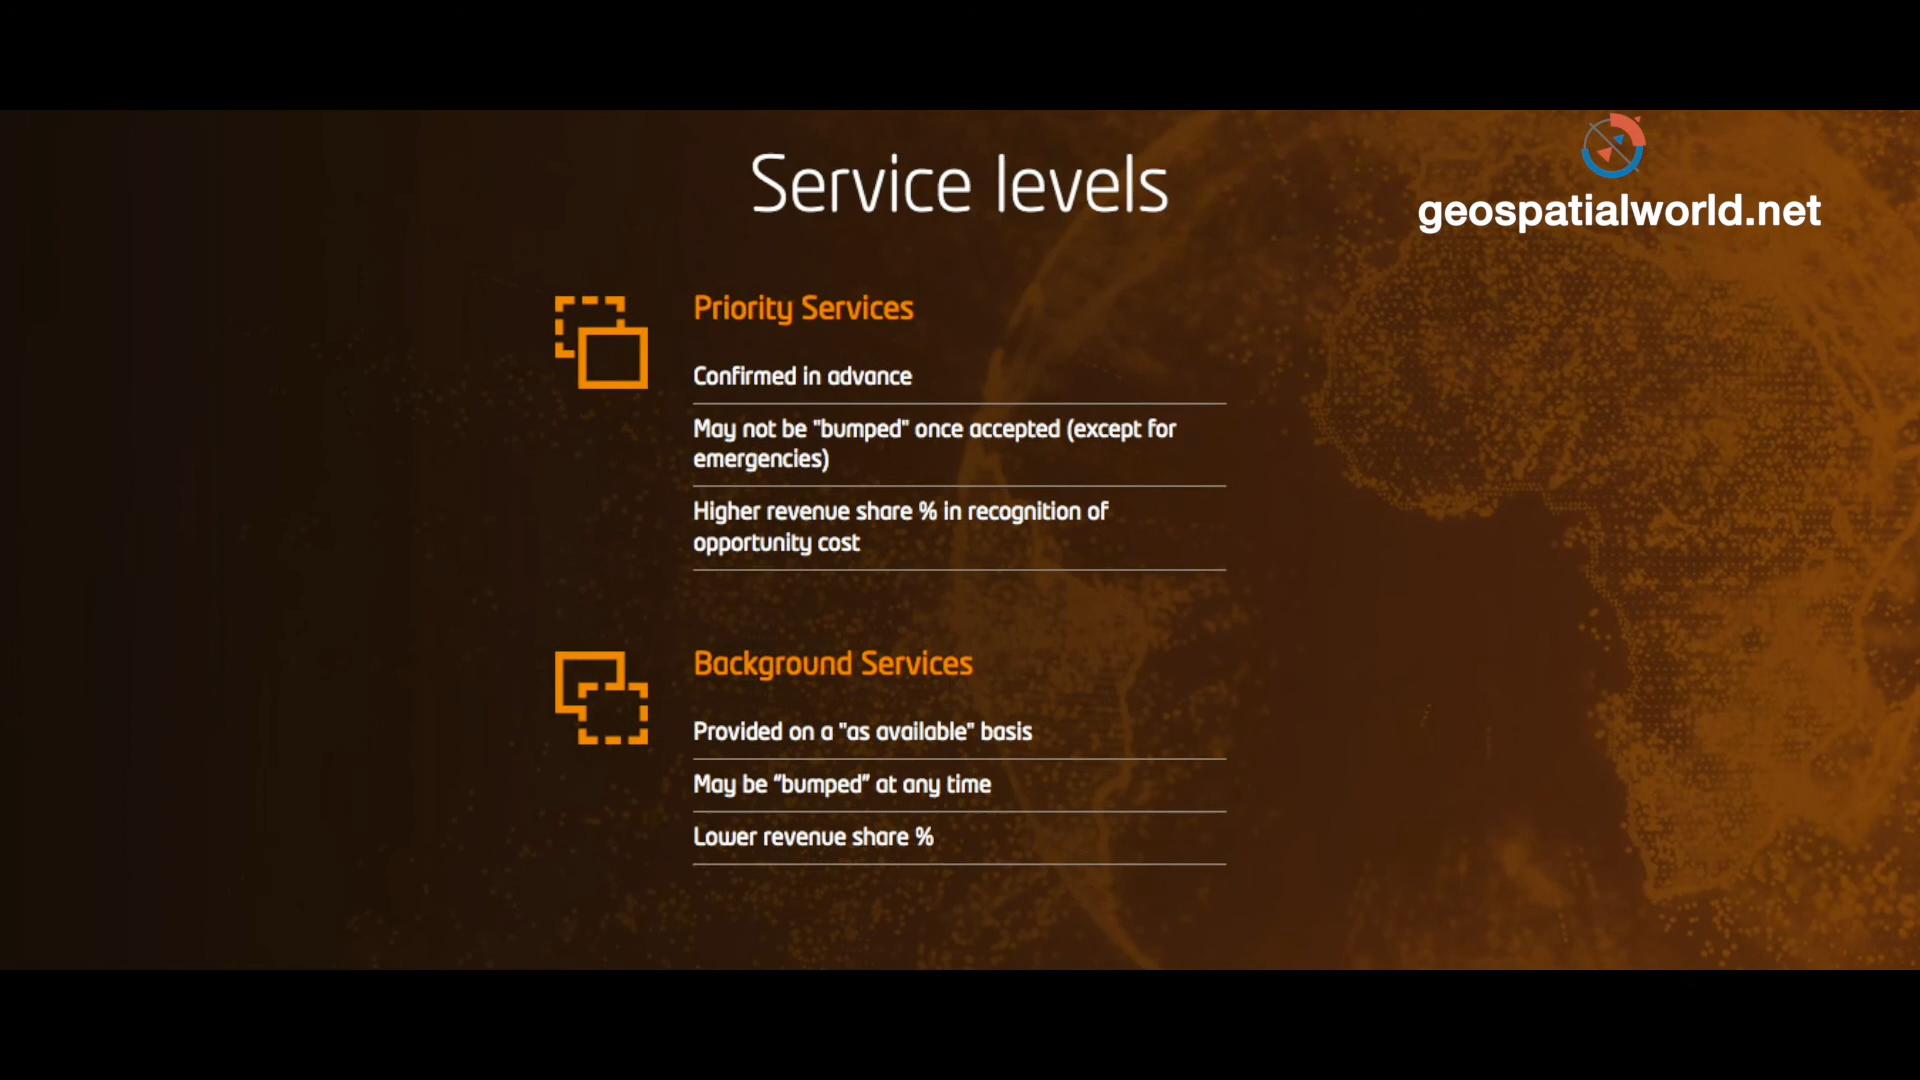 Service levels
geospatialworld.net
Priority Services
Confirmed in advance
May not be "bumped" once accepted (except for
emergencies)
Higher revenue share % in recognition of
opportunity cost
Background Services
Provided on a "as available" basis
May be “bumped” at any time
Lower revenue share %